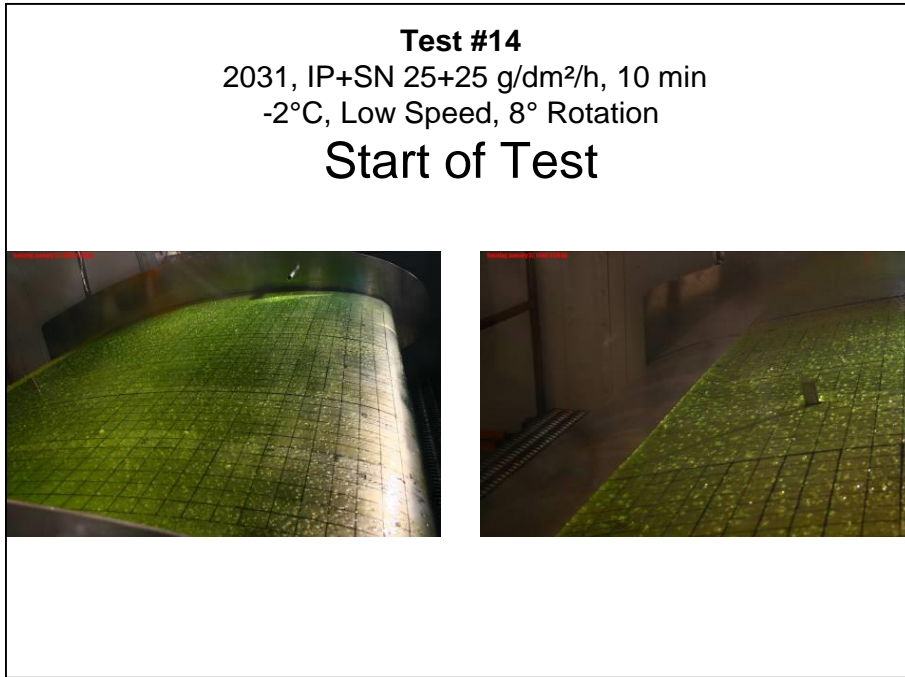 Test #14
2031, IP+SN 25+25 g/dm²/h, 10 min
-2°C, Low Speed, 8° Rotation
Start of Test